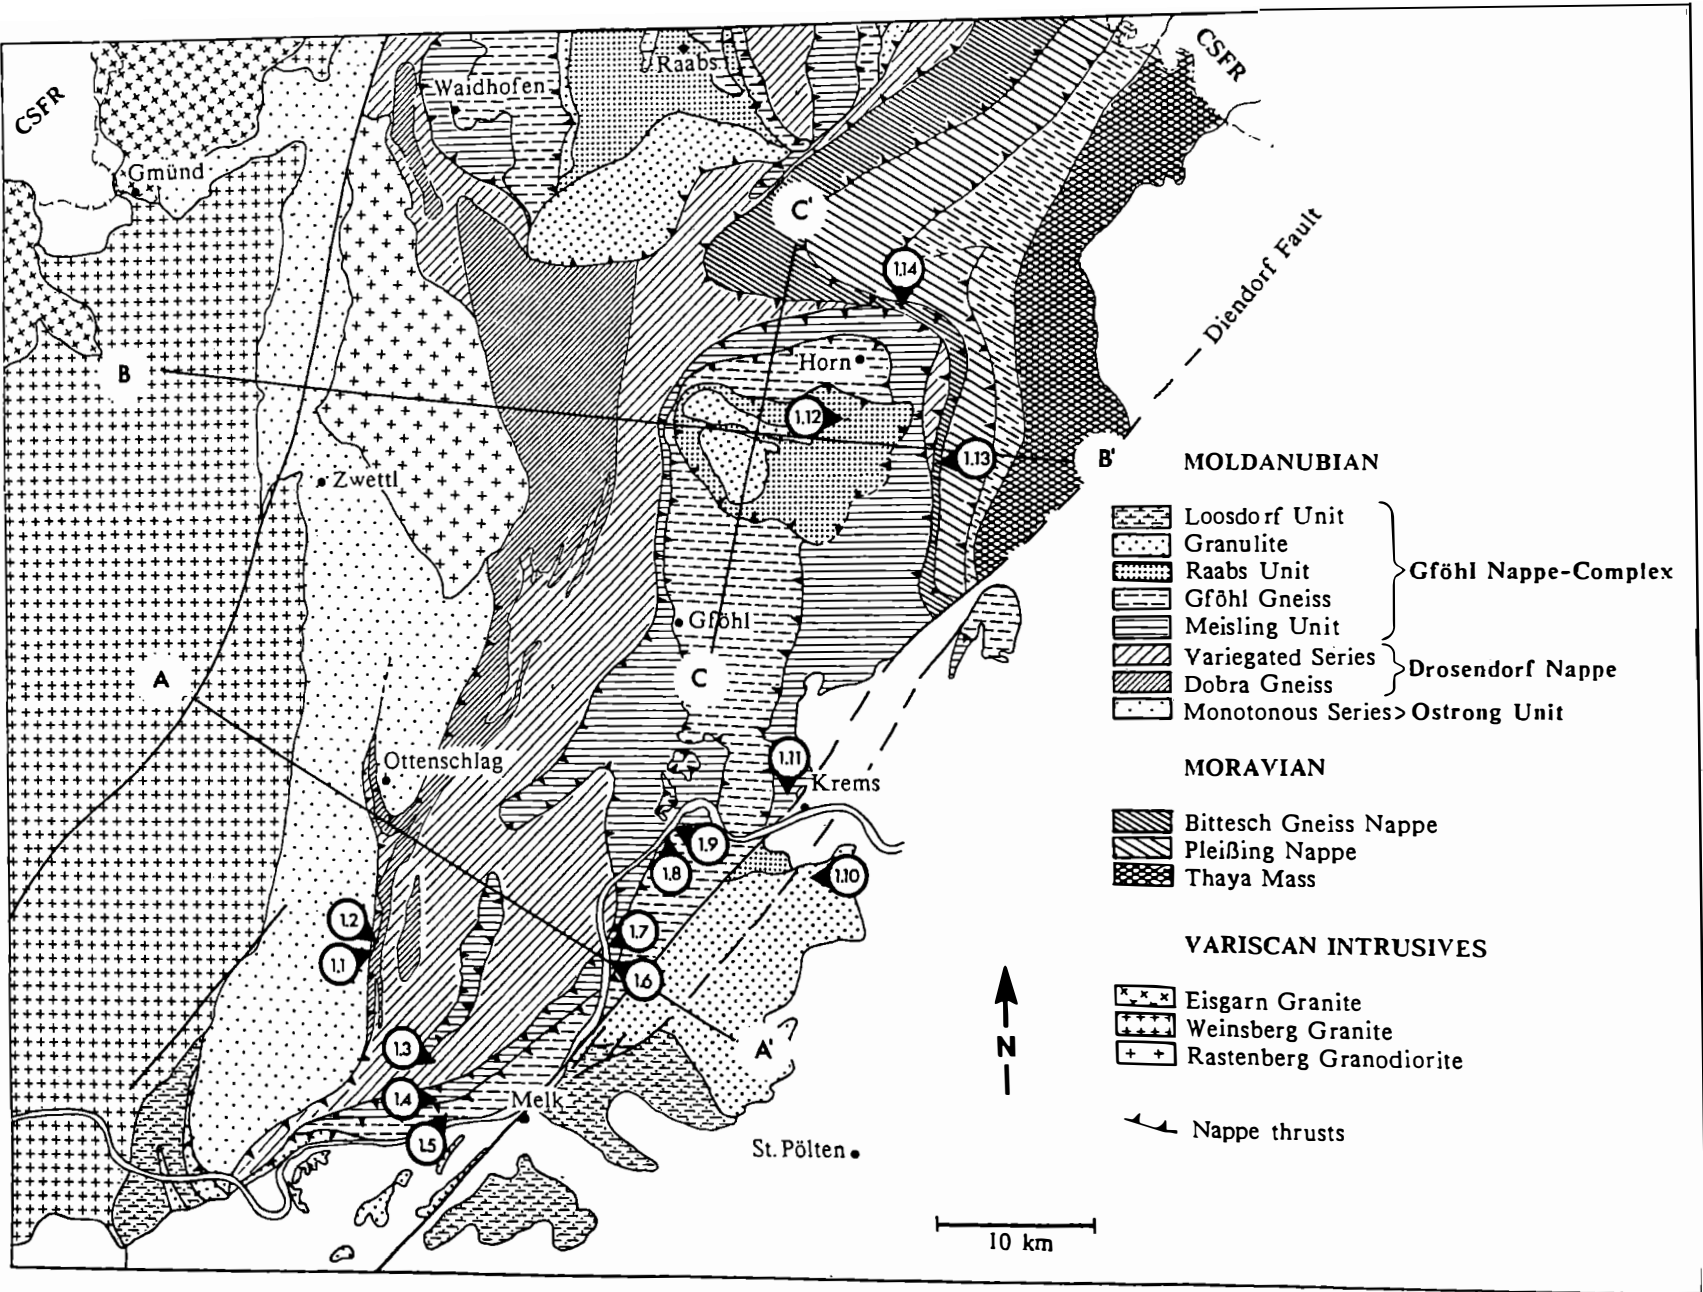 CSFR
CSFR
Waidhofen
Raabs
Gmünd
C'
1.14
Diendorf Fault
B
Horn
1.12
1.13
B'
Zwettl
Gföhl
A
C
Ottenschlag
1.11
Krems
1.9
1.8
1.10
1.2
1.1
1.7
1.6
1.3
A'
1.4
Melk
1.5
St. Pölten
MOLDANUBIAN
Loosdorf Unit
Granulite
Raabs Unit
Gföhl Nappe-Complex
Gföhl Gneiss
Meisling Unit
Variegated Series
Drosendorf Nappe
Dobra Gneiss
Monotonous Series> Ostrong Unit
MORAVIAN
Bittesch Gneiss Nappe
Pleißing Nappe
Thaya Mass
VARISCAN INTRUSIVES
Eisgarn Granite
Weinsberg Granite
Rastenberg Granodiorite
N
Nappe thrusts
10 km